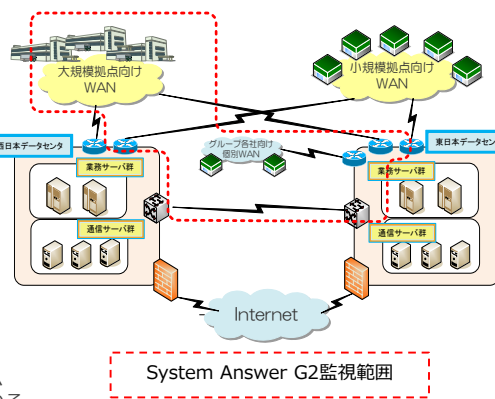 大規模拠点向け
WAN
小規模拠点向け
WAN
西日本データセンタ
グループ各社向け
個別WAN
東日本データセン
業務サーバ群
業務サーバ群
通信サーバ群
通信サーバ群
Internet
System Answer G2監視範囲